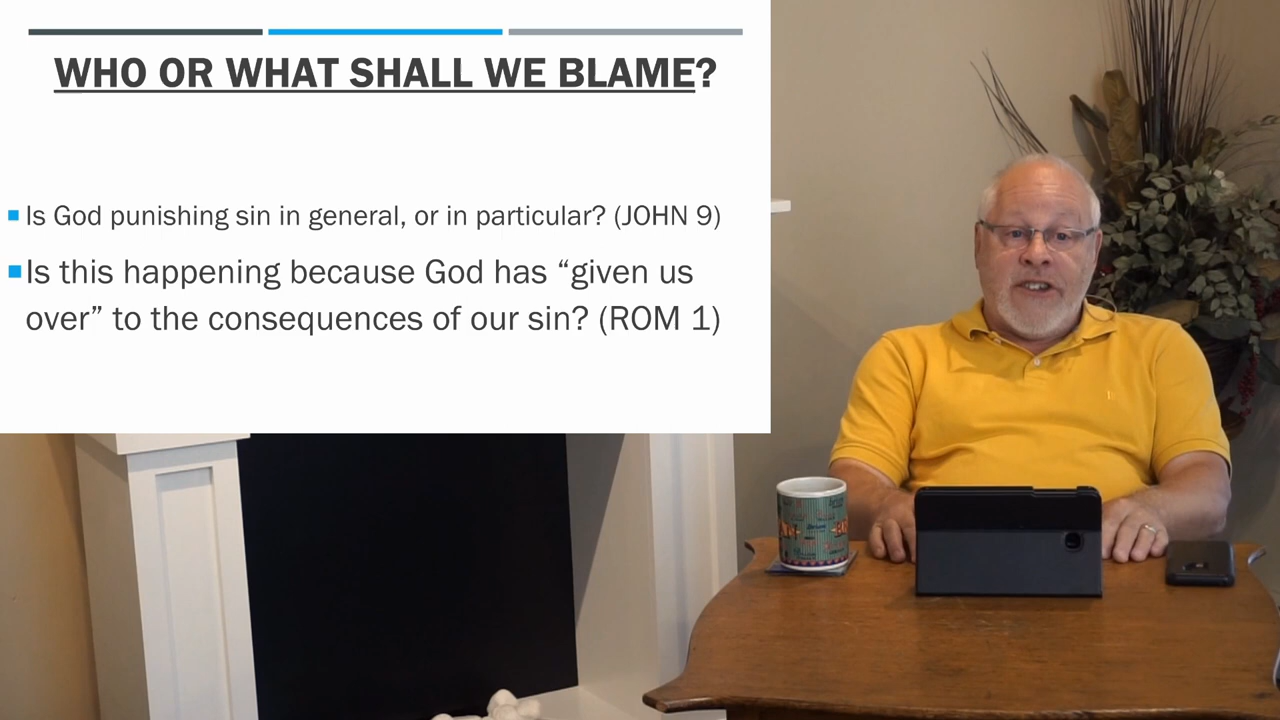 WHO OR WHAT SHALL WE BLAME?
Is God punishing sin in general, or in particular? (JOHN 9)
Is this happening because God has “given us
over” to the consequences of our sin? (ROM 1)